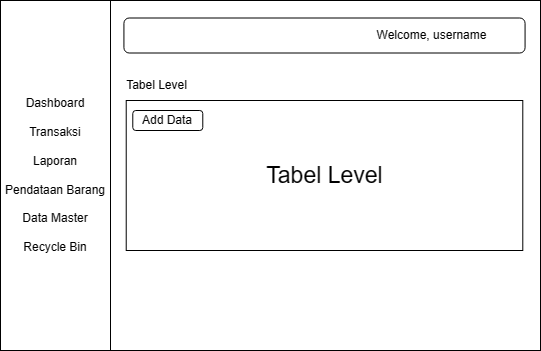 Welcome, username
Tabel Level
Add Data
Tabel Level
Dashboard
Transaksi
Laporan
Pendataan Barang
Data Master
Recycle Bin